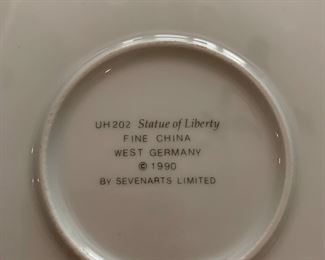 UH202 Statue of Liberty
FINE CHINA
WEST GERMANY
© 1990
BY SEVENARTS LIMITED